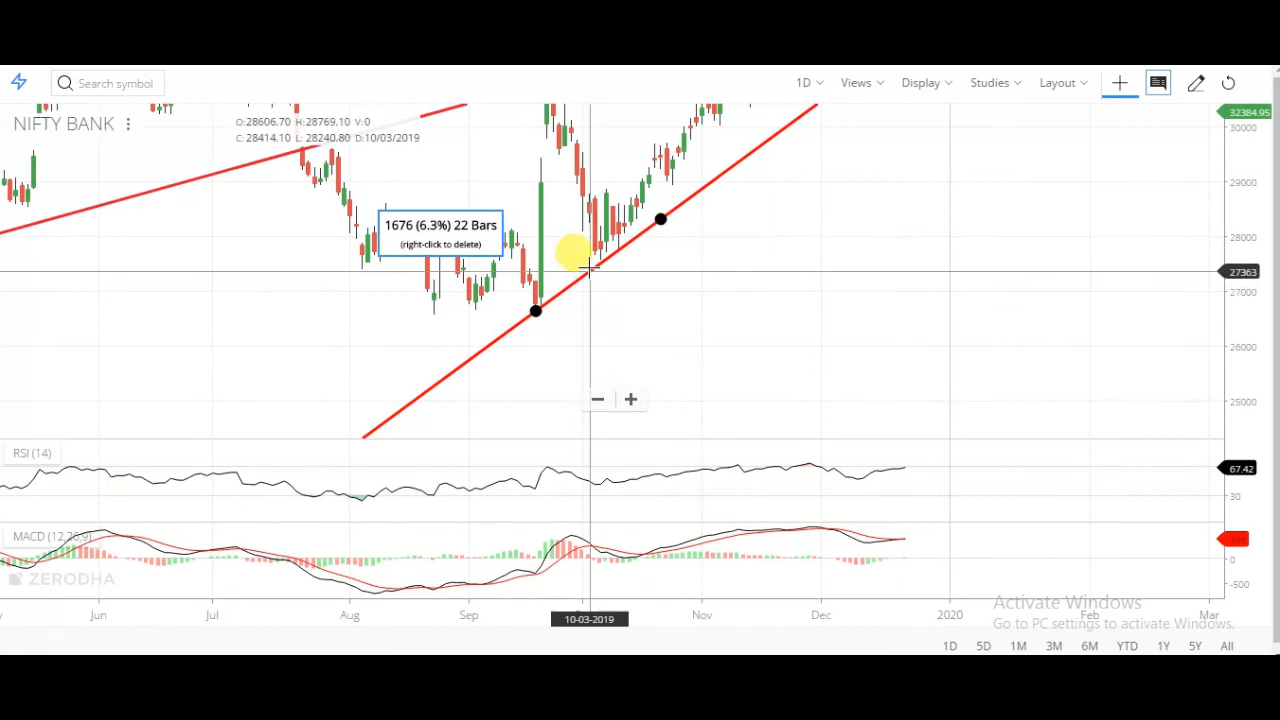 Search symbol
1D Views Display Studies Layout
NIFTY BANK
O:28606.70 H:28769.10 V:0
C:28414.10 L: 28240.80 D:10/03/2019
32384.95
30000
29000
1676 (6.3%) 22 Bars
(right-click to delete)
28000
27363
27000
26000
25000
RSI (14)
67.42
30
MACD (12,26,9)
0
ZERODHA
-500
Jun Jul Aug Sep Nov Dec 2020 Feb Mar
10-03-2019
Activate Windows
Go to PC settings to activate Windows.
1D 5D 1M 3M 6M YTD 1Y 5Y All